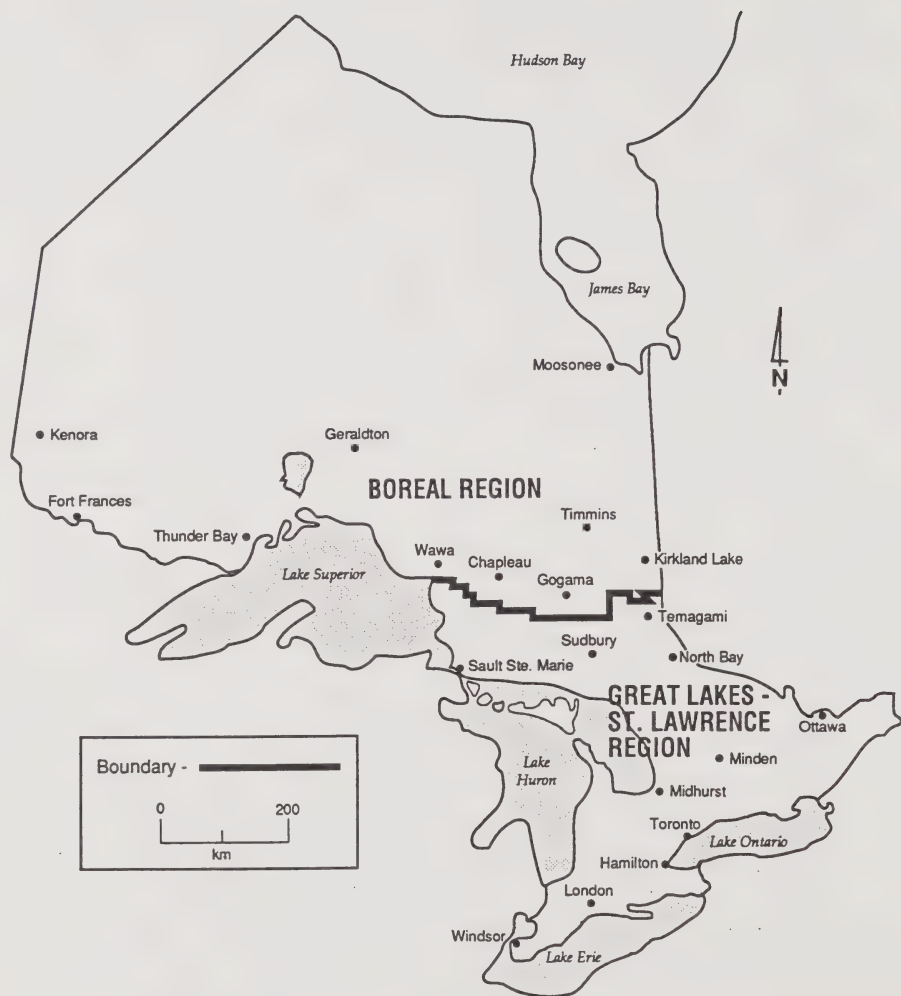 Hudson Bay
James Bay
Moosonee
N
Kenora
Geraldton
BOREAL REGION
Fort Frances
Timmins
Thunder Bay
Wawa
Chapleau
Kirkland Lake
Lake Superior
Gogama
Temagami
Sudbury
Sault Ste. Marie
North Bay
GREAT LAKES -
ST. LAWRENCE
REGION
Ottawa
Boundary -
0 200
km
Lake
Huron
Minden
Midhurst
Toronto
Lake Ontario
Hamilton
London
Windsor
Lake Erie